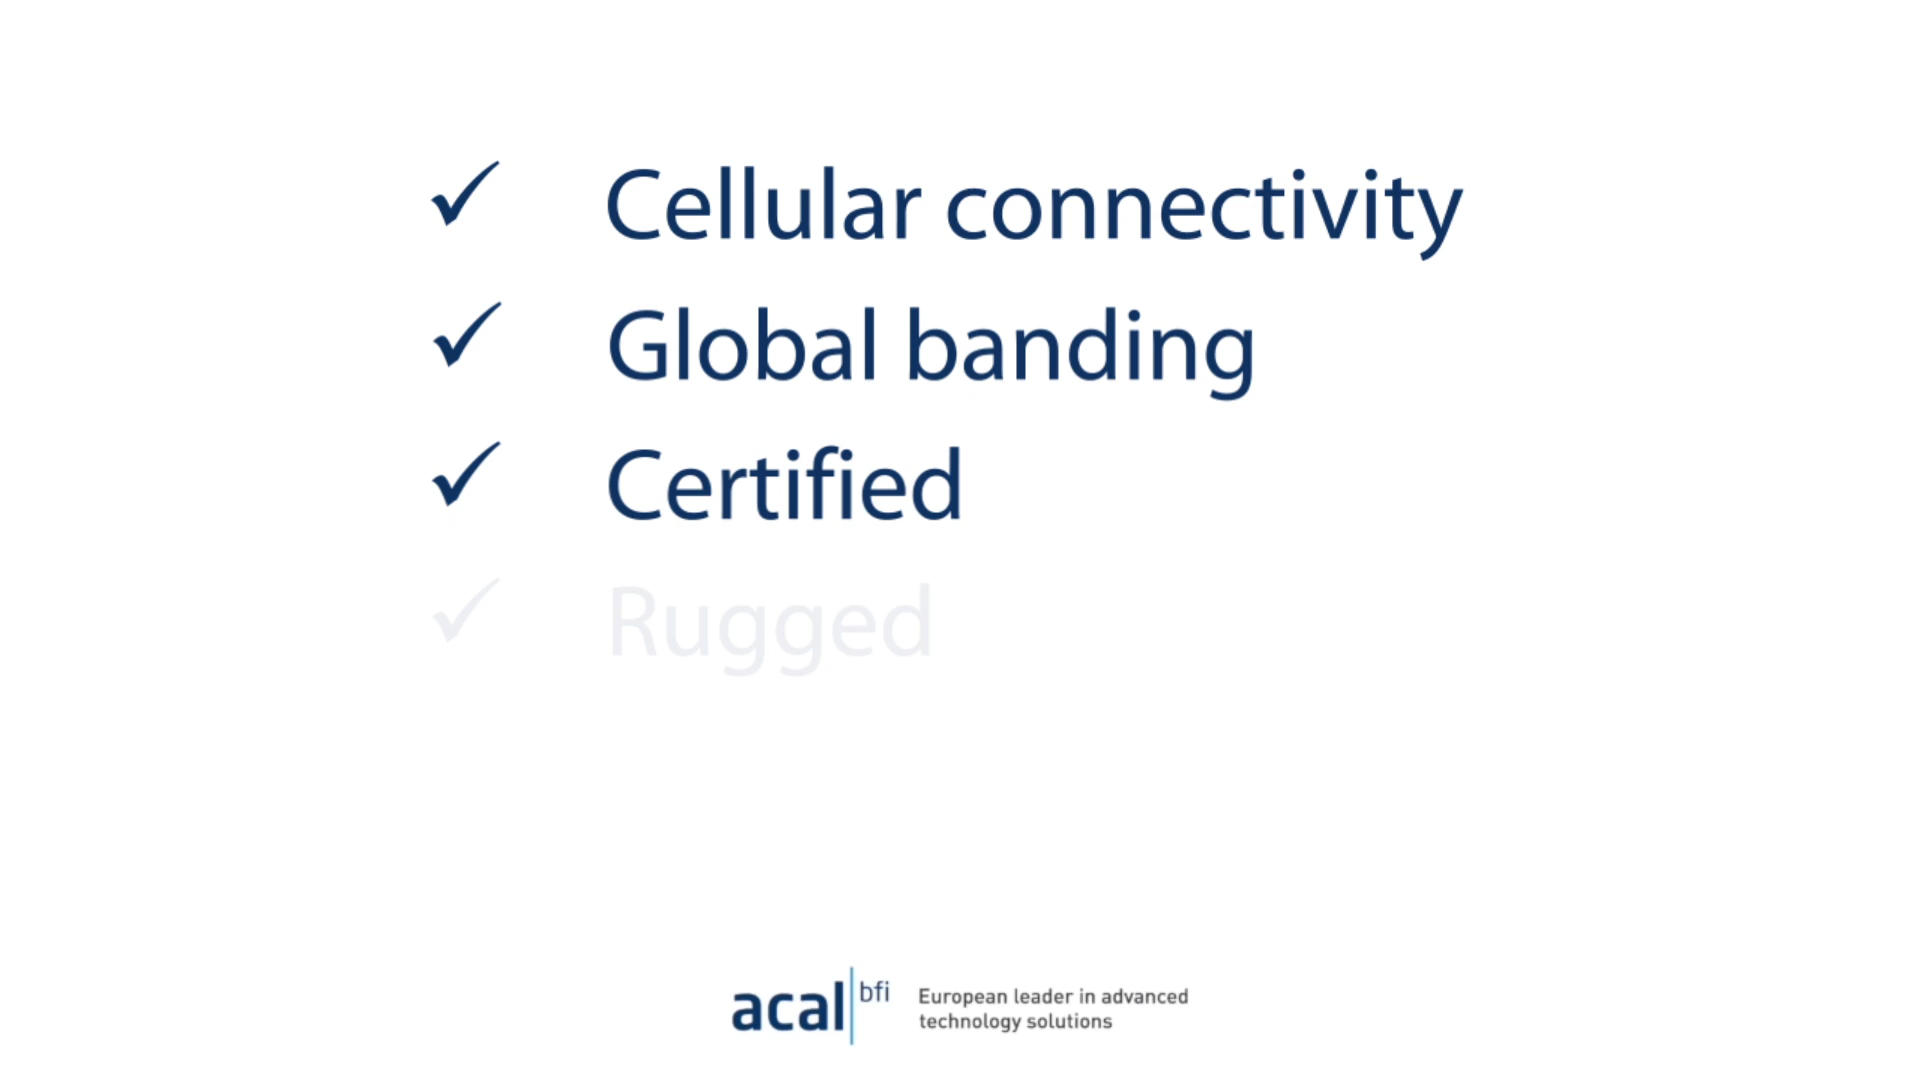 ✓ Cellular connectivity
✓ Global banding
✓ Certified
✓ Rugged
acal bfi
European leader in advanced
technology solutions